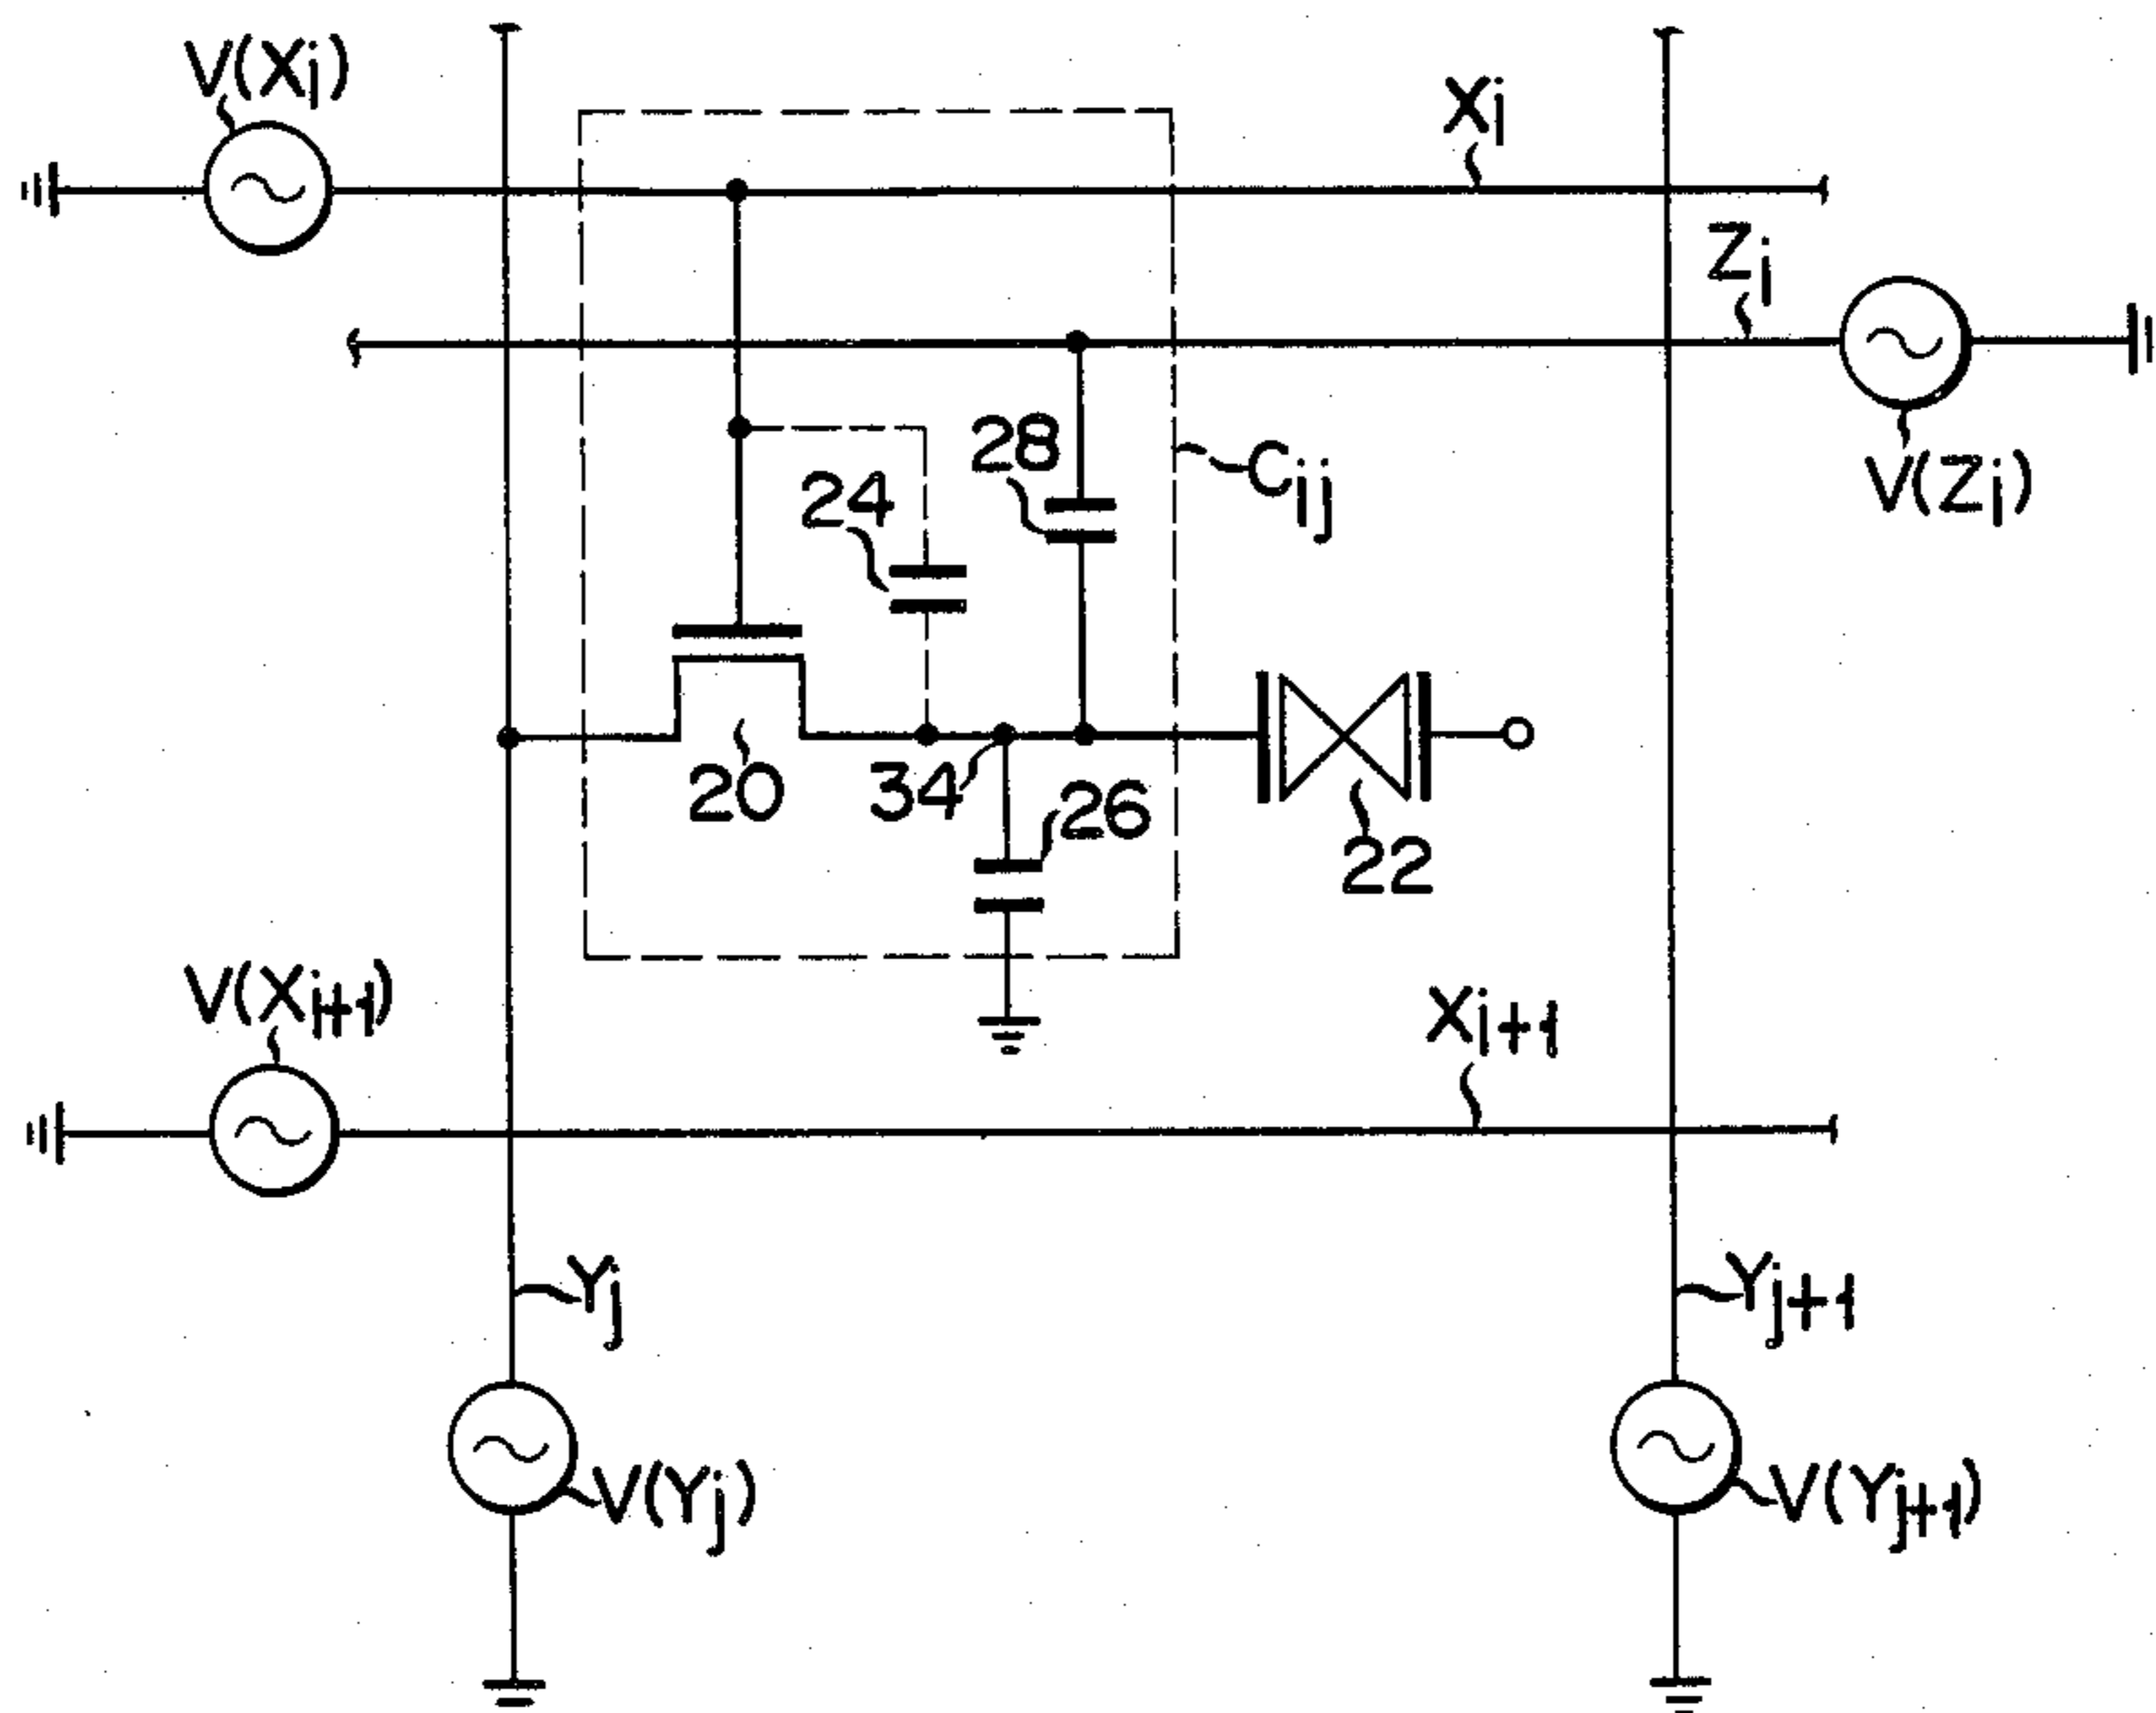 V(Xi)
Xi
Zi
28
Cij
24
V(Zi)
20
34
26
22
V(Xi+1)
Xi+1
Yj
Yj+1
V(Yj)
V(Yj+1)